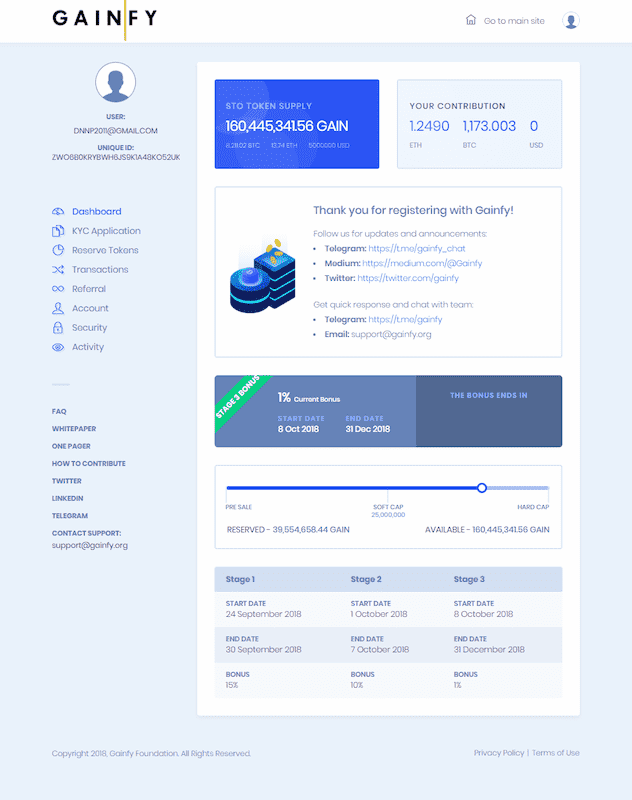 GAINFY
Go to main site
USER:
DNNP2011@GMAIL.COM
UNIQUE ID:
ZWO6B0KRYBWH6JS9K1A48KO52UK
Dashboard
KYC Application
Reserve Tokens
Transactions
Referral
Account
Security
Activity
FAQ
WHITEPAPER
ONE PAGER
HOW TO CONTRIBUTE
TWITTER
LINKEDIN
TELEGRAM
CONTACT SUPPORT:
support@gainfy.org
STO TOKEN SUPPLY
160,445,341.56 GAIN
5000000 USD
YOUR CONTRIBUTION
1.2490 1,173.003 0
ETH BTC USD
Thank you for registering with Gainfy!
Follow us for updates and announcements:
• Telegram: https://t.me/gainfy_chat
• Medium: https://medium.com/@Gainfy
• Twitter: https://twitter.com/gainfy
Get quick response and chat with team:
• Telegram: https://t.me/gainfy
• Email: support@gainfy.org
STAGE 3 BONUS
1% Current Bonus
START DATE END DATE
8 Oct 2018 31 Dec 2018
THE BONUS ENDS IN
PRE SALE SOFT CAP HARD CAP
25,000,000
RESERVED - 39,554,658.44 GAIN AVAILABLE - 160,445,341.56 GAIN
Stage 1 Stage 2 Stage 3
START DATE START DATE START DATE
24 September 2018 1 October 2018 8 October 2018
END DATE END DATE END DATE
30 September 2018 7 October 2018 31 December 2018
BONUS BONUS BONUS
15% 10% 1%
Copyright 2018, Gainfy Foundation. All Rights Reserved.
Privacy Policy | Terms of Use